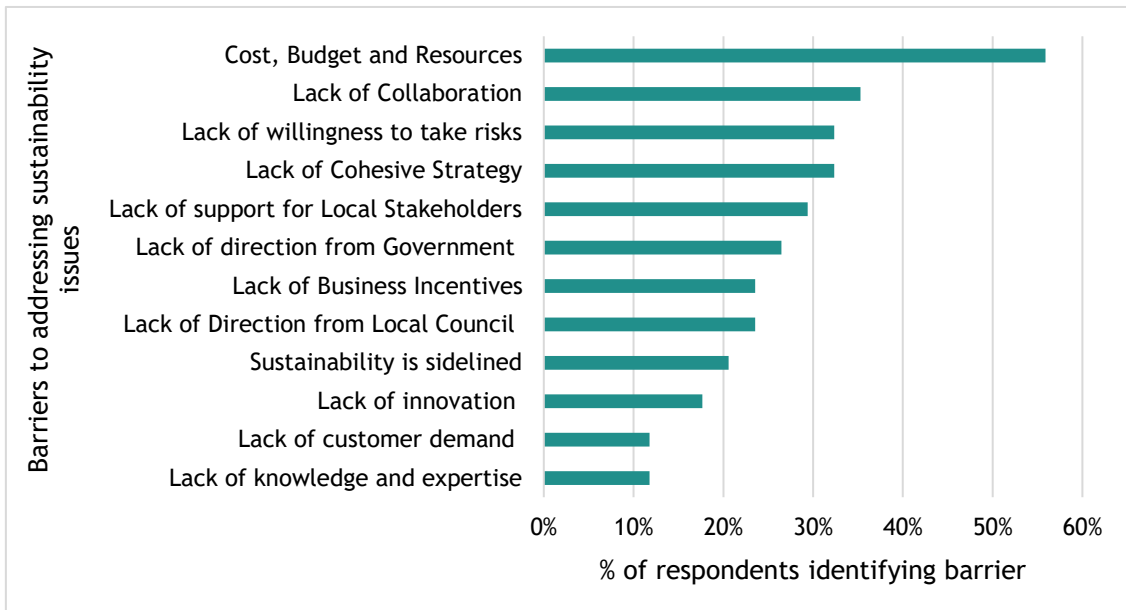 Barriers to addressing sustainability
issues
Cost, Budget and Resources
Lack of Collaboration
Lack of willingness to take risks
Lack of Cohesive Strategy
Lack of support for Local Stakeholders
Lack of direction from Government
Lack of Business Incentives
Lack of Direction from Local Council
Sustainability is sidelined
Lack of innovation
Lack of customer demand
Lack of knowledge and expertise
0% 10% 20% 30% 40% 50% 60%
% of respondents identifying barrier